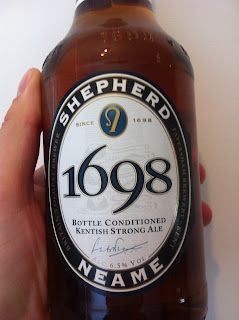 SHEPHERD
SINCE 1698
1698
BOTTLE CONDITIONED
KENTISH STRONG ALE
6.5% VOL
NEAME